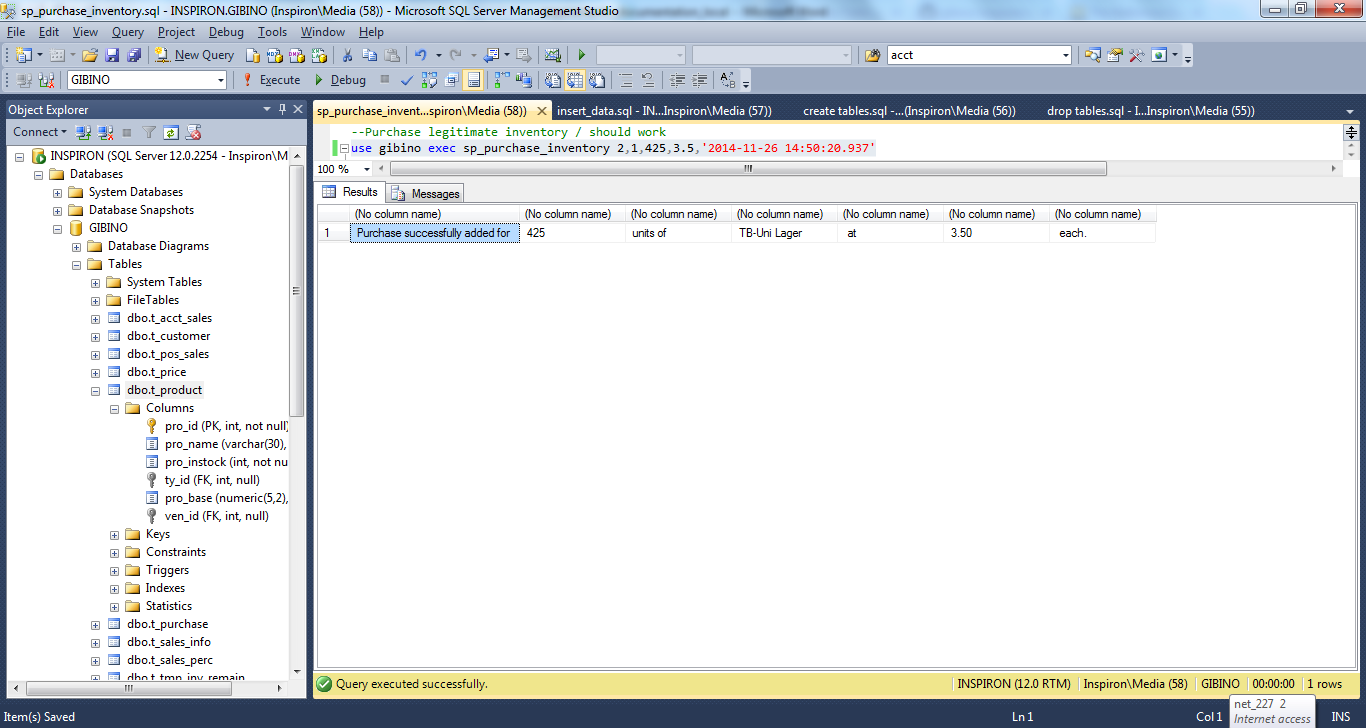 sp_purchase_inventory.sql - INSPIRON.GIBINO (Inspiron\Media (58)) - Microsoft SQL Server Management Studio
File Edit View Query Project Debug Tools Window Help
New Query acct
GIBINO Execute Debug
Object Explorer
Connect
INSPIRON (SQL Server 12.0.2254 - Inspiron\M
Databases
System Databases
Database Snapshots
GIBINO
Database Diagrams
Tables
System Tables
FileTables
dbo.t_acct_sales
dbo.t_customer
dbo.t_pos_sales
dbo.t_price
dbo.t_product
Columns
pro_id (PK, int, not null)
pro_name (varchar(30),
pro_instock (int, not nu
ty_id (FK, int, null)
pro_base (numeric(5,2),
ven_id (FK, int, null)
Keys
Constraints
Triggers
Indexes
Statistics
dbo.t_purchase
dbo.t_sales_info
dbo.t_sales_perc
dbo.t_tmp_inv_remain
sp_purchase_invent...spiron\Media (58)) insert_data.sql - IN...Inspiron\Media (57)) create tables.sql -...(Inspiron\Media (56)) drop tables.sql - I...Inspiron\Media (55))
--Purchase legitimate inventory / should work
use gibino exec sp_purchase_inventory 2,1,425,3.5,'2014-11-26 14:50:20.937'
100 %
Results Messages
(No column name) (No column name) (No column name) (No column name) (No column name) (No column name) (No column name)
1 Purchase successfully added for 425 units of TB-Uni Lager at 3.50 each.
Query executed successfully. INSPIRON (12.0 RTM) Inspiron\Media (58) GIBINO 00:00:00 1 rows
Item(s) Saved Ln 1 Col 1 INS
net_227 2
Internet access